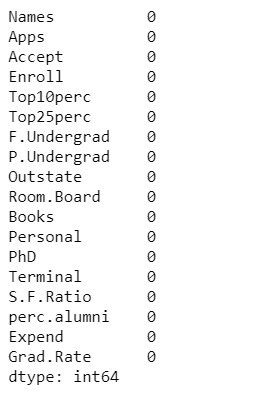 Names 0
Apps 0
Accept 0
Enroll 0
Top10perc 0
Top25perc 0
F.Undergrad 0
P.Undergrad 0
Outstate 0
Room.Board 0
Books 0
Personal 0
PhD 0
Terminal 0
S.F.Ratio 0
perc.alumni 0
Expend 0
Grad.Rate 0
dtype: int64